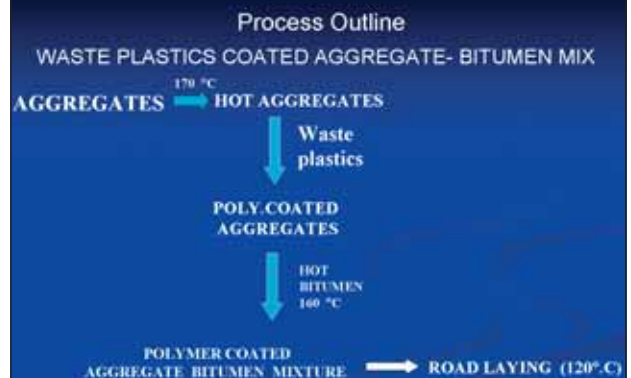 Process Outline
WASTE PLASTICS COATED AGGREGATE- BITUMEN MIX
170 °C
AGGREGATES HOT AGGREGATES
Waste
plastics
POLY.COATED
AGGREGATES
HOT
BITUMEN
160 °C
POLYMER COATED
AGGREGATE BITUMEN MIXTURE ROAD LAYING (120°.C)